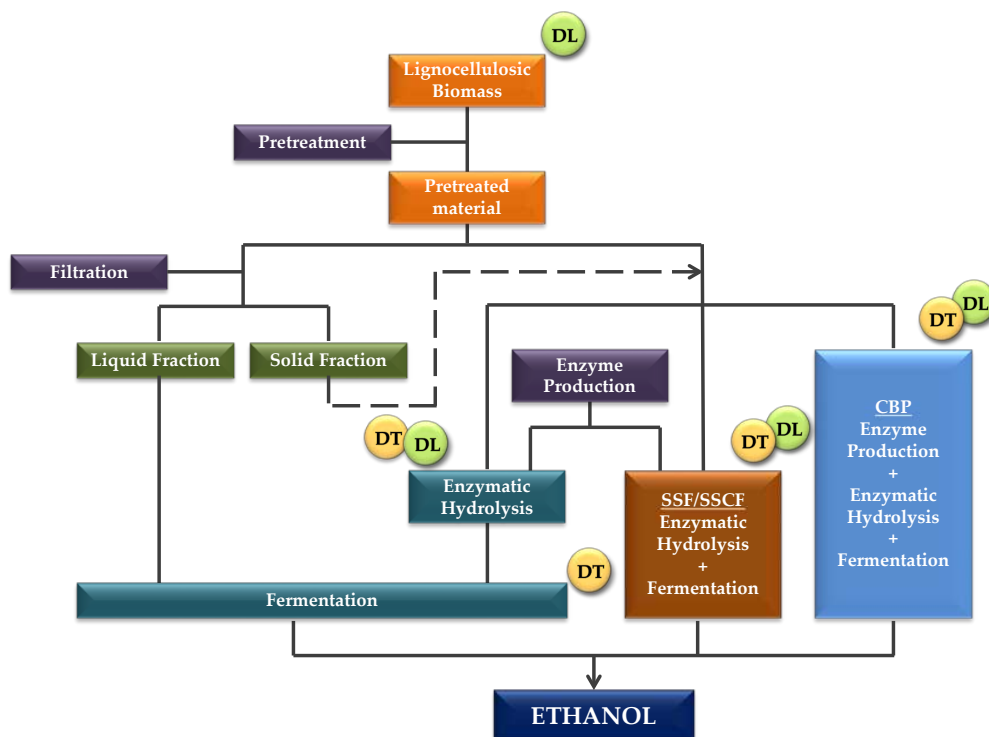 DL
Lignocellulosic
Biomass
Pretreatment
Pretreated
material
Filtration
DL
DT
Liquid Fraction
Solid Fraction
Enzyme
Production
CBP
Enzyme
Production
+
Enzymatic
Hydrolysis
+
Fermentation
DT
DL
DT
DL
Enzymatic
Hydrolysis
SSF/SSCF
Enzymatic
Hydrolysis
+
Fermentation
DT
Fermentation
ETHANOL